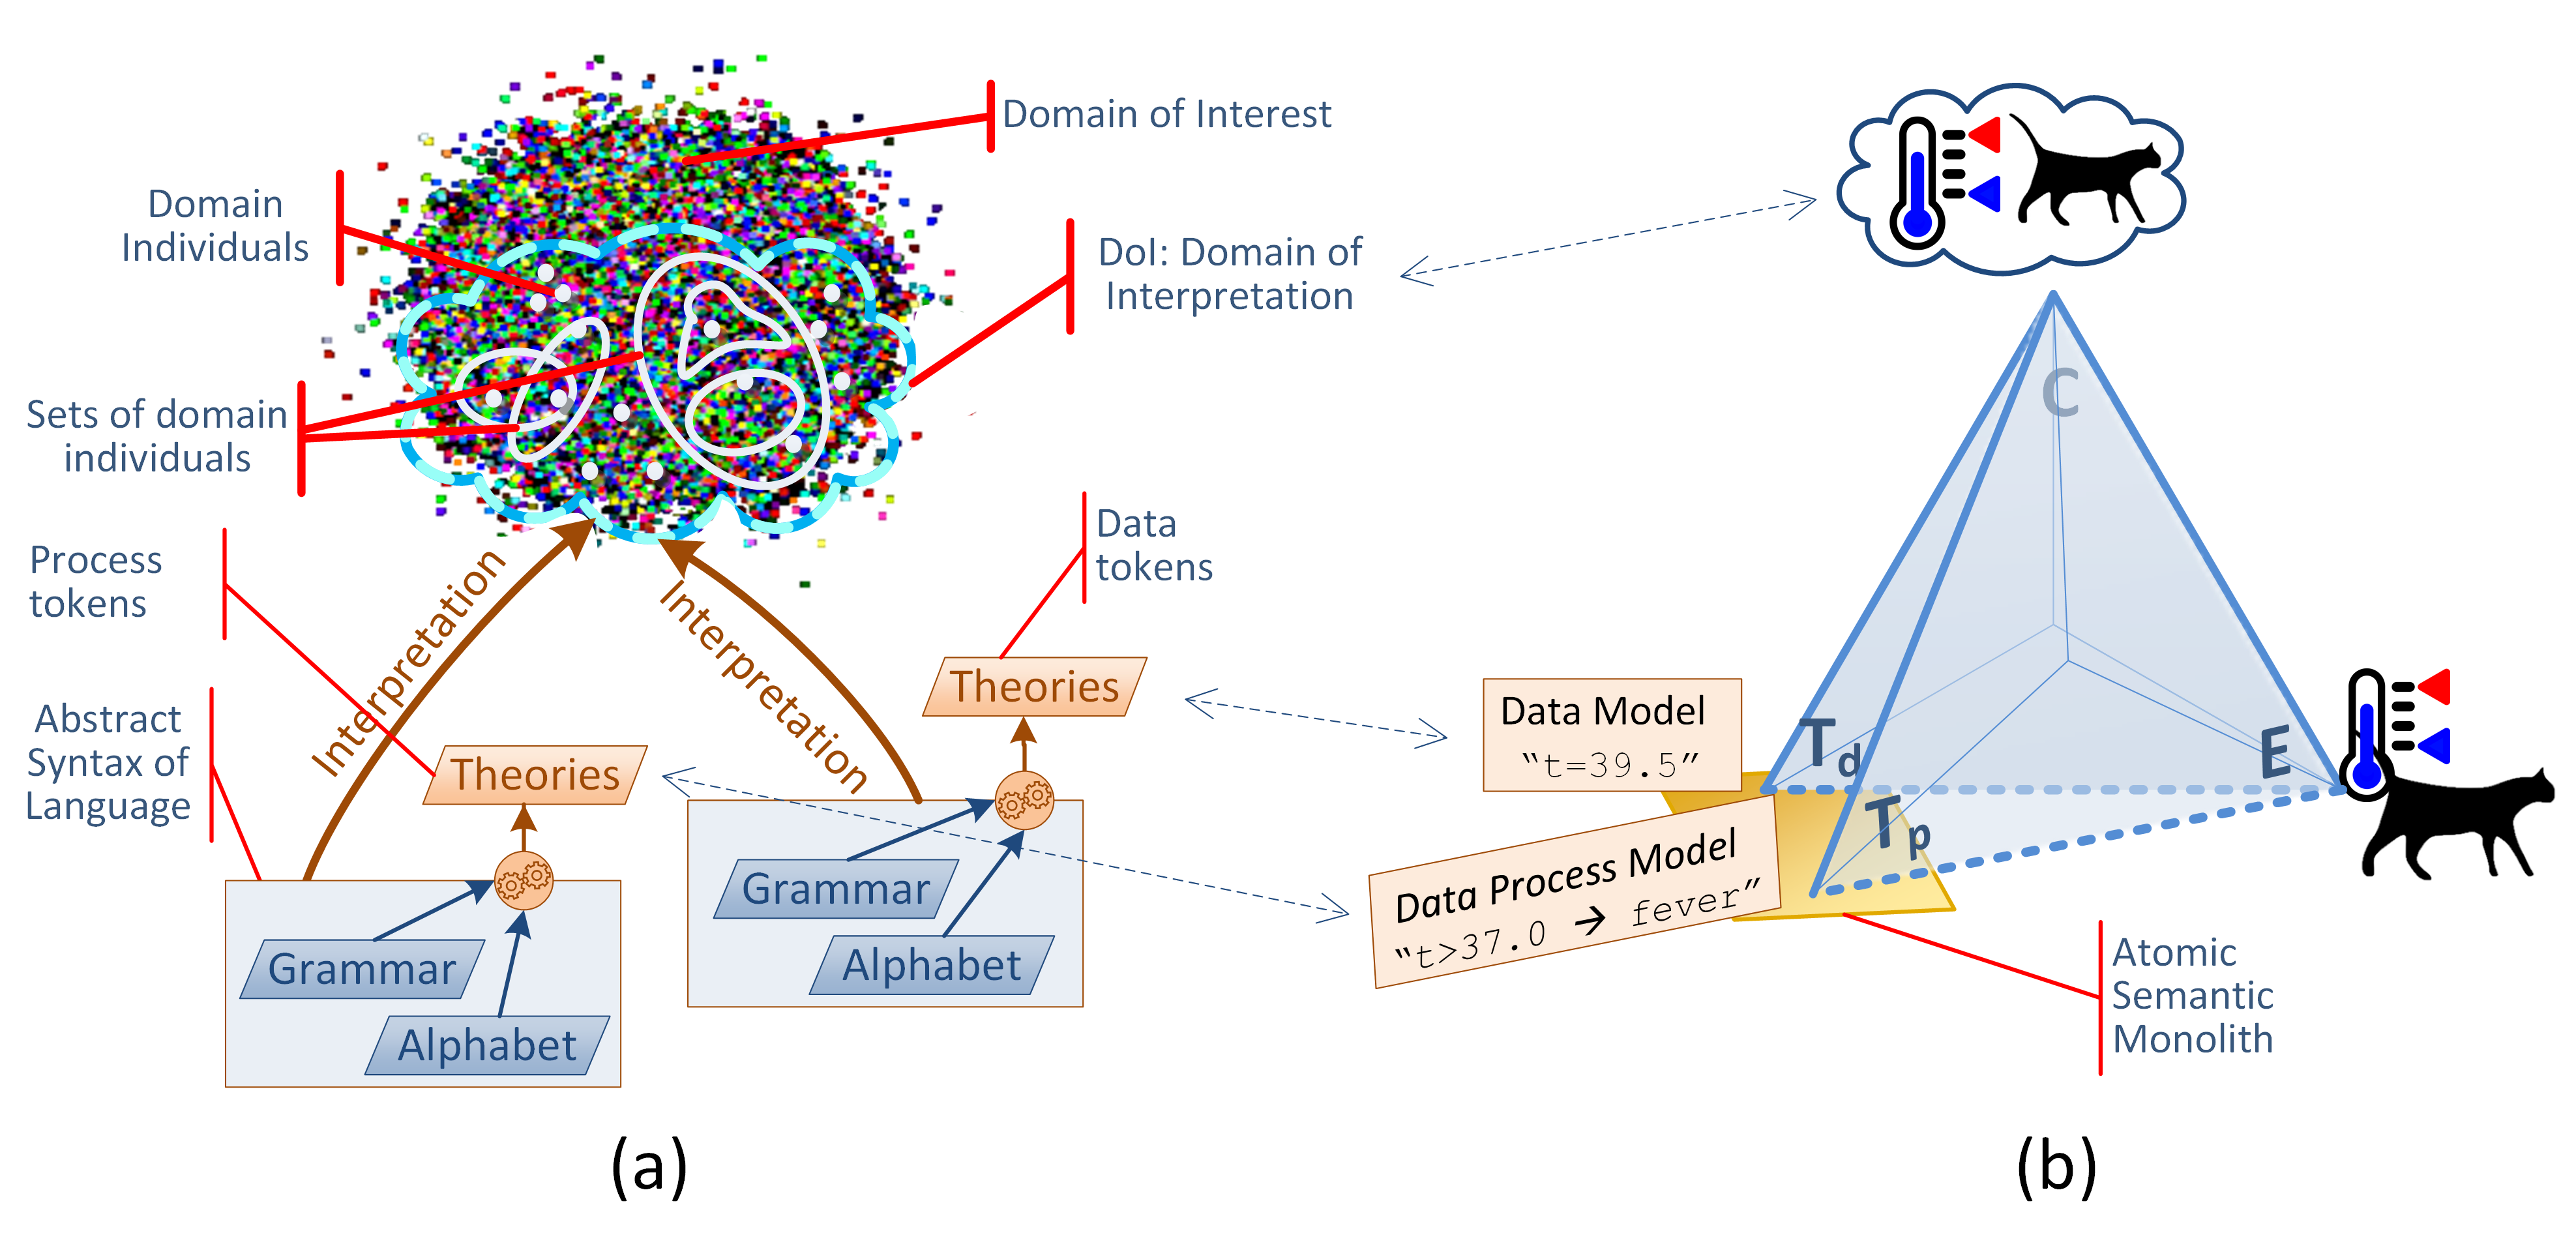 Domain of Interest
Domain
Individuals
DoI: Domain of
Interpretation
Sets of domain
individuals
Process
tokens
Data
tokens
Abstract
Syntax of
Language
Interpretation
Interpretation
Theories
Theories
Grammar
Alphabet
Grammar
Alphabet
(a)
C
Data Model
“t=39.5”
Td
E
Tp
Data Process Model
“t>37.0 → fever”
Atomic
Semantic
Monolith
(b)